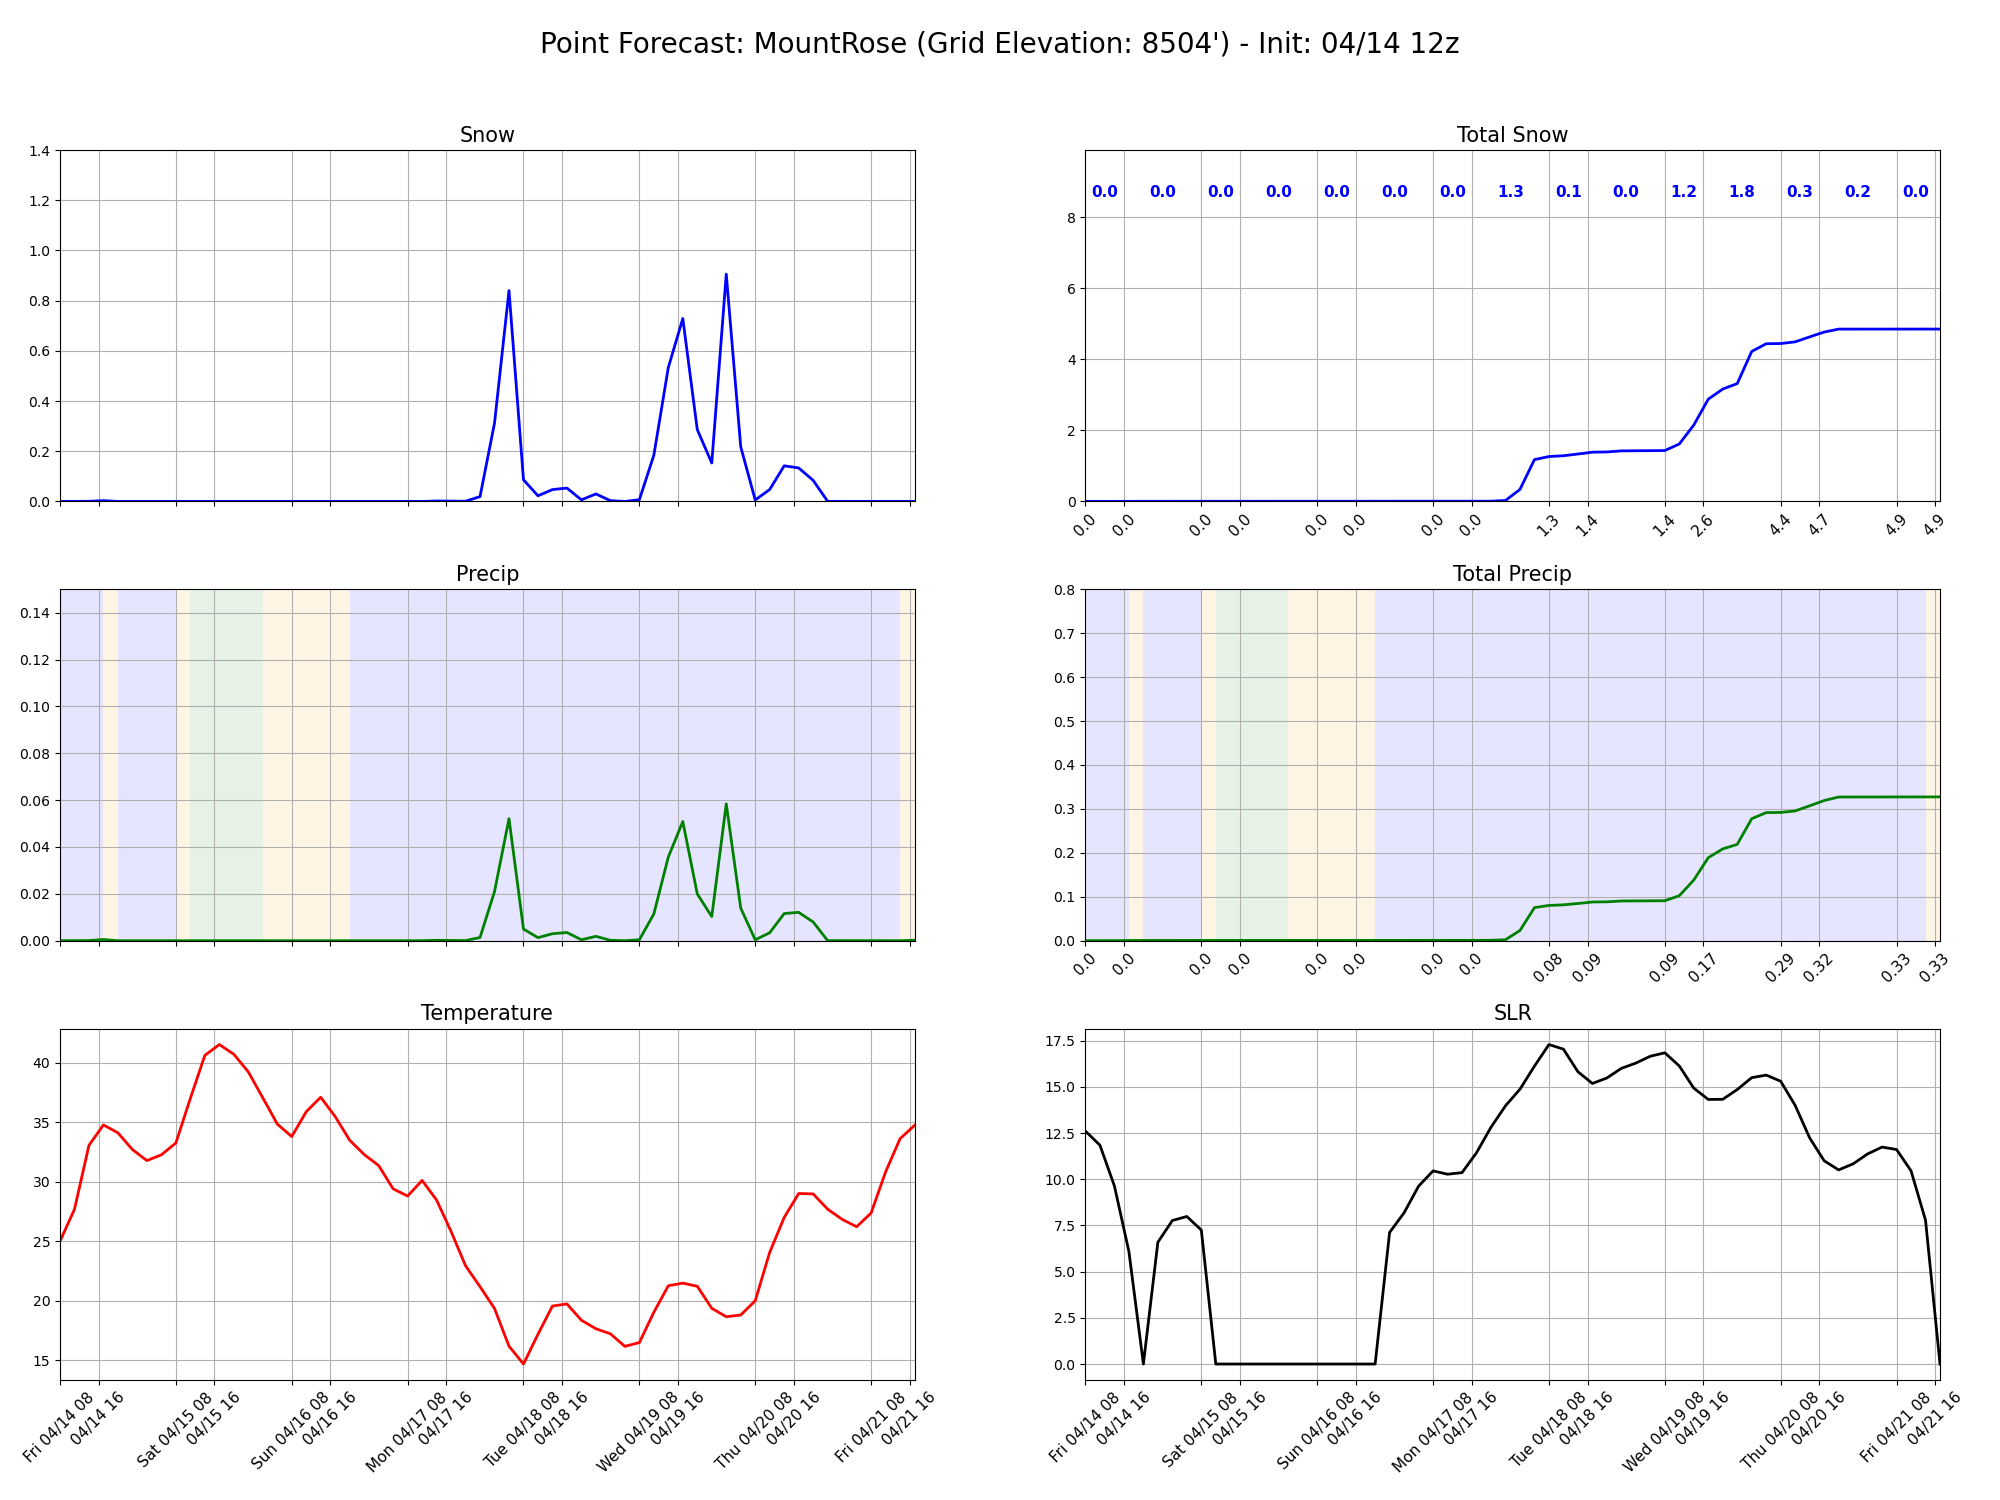 Point Forecast: MountRose (Grid Elevation: 8504') - Init: 04/14 12z
Snow
1.4
1.2
1.0
0.8
0.6
0.4
0.2
0.0
Total Snow
0.0 0.0 0.0 0.0 0.0 0.0 0.0 1.3 0.1 0.0 1.2 1.8 0.3 0.2 0.0
8
6
4
2
0
0.0 0.0 0.0 0.0 0.0 0.0 0.0 0.0 1.3 1.4 1.4 2.6 4.4 4.7 4.9 4.9
Precip
0.14
0.12
0.10
0.08
0.06
0.04
0.02
0.00
Total Precip
0.8
0.7
0.6
0.5
0.4
0.3
0.2
0.1
0.0
0.0 0.0 0.0 0.0 0.0 0.0 0.0 0.0 0.08 0.09 0.09 0.17 0.29 0.32 0.33 0.33
Temperature
40
35
30
25
20
15
Fri 04/14 08
04/14 16
Sat 04/15 08
04/15 16
Sun 04/16 08
04/16 16
Mon 04/17 08
04/17 16
Tue 04/18 08
04/18 16
Wed 04/19 08
04/19 16
Thu 04/20 08
04/20 16
Fri 04/21 08
04/21 16
SLR
17.5
15.0
12.5
10.0
7.5
5.0
2.5
0.0
Fri 04/14 08
04/14 16
Sat 04/15 08
04/15 16
Sun 04/16 08
04/16 16
Mon 04/17 08
04/17 16
Tue 04/18 08
04/18 16
Wed 04/19 08
04/19 16
Thu 04/20 08
04/20 16
Fri 04/21 08
04/21 16